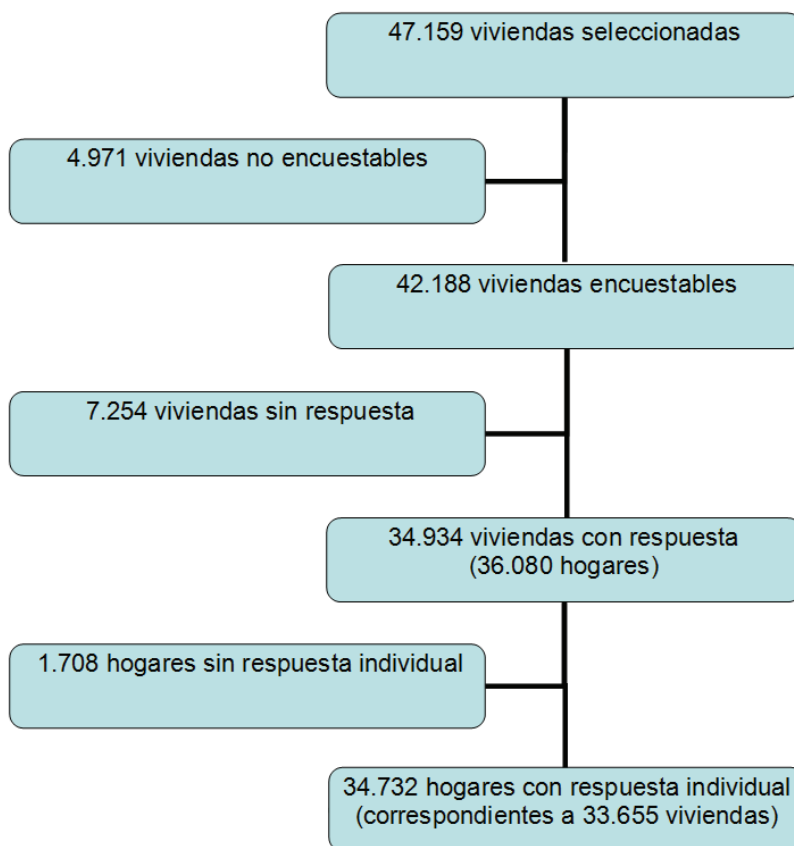 47.159 viviendas seleccionadas
4.971 viviendas no encuestables
42.188 viviendas encuestables
7.254 viviendas sin respuesta
34.934 viviendas con respuesta
(36.080 hogares)
1.708 hogares sin respuesta individual
34.732 hogares con respuesta individual
(correspondientes a 33.655 viviendas)